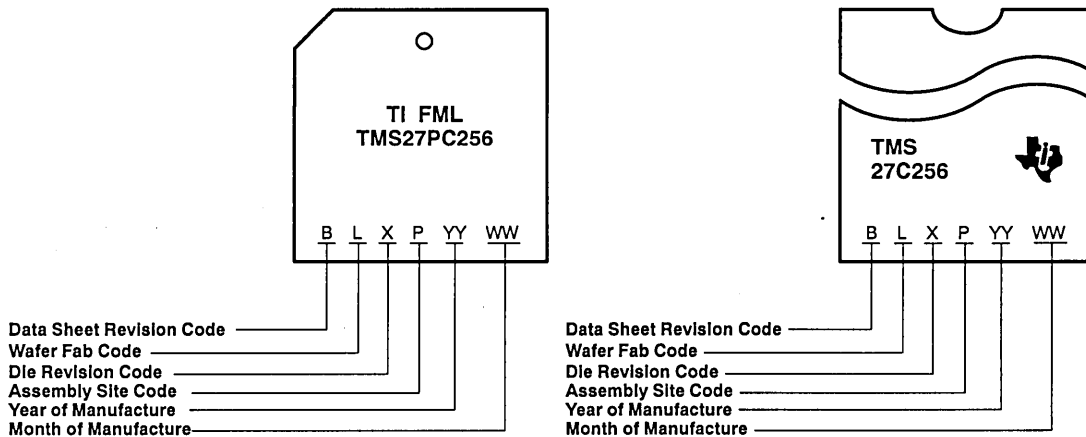 TI FML
TMS27PC256
B L X P YY WW
Data Sheet Revision Code
Wafer Fab Code
Die Revision Code
Assembly Site Code
Year of Manufacture
Month of Manufacture
TMS
27C256
B L X P YY WW
Data Sheet Revision Code
Wafer Fab Code
Die Revision Code
Assembly Site Code
Year of Manufacture
Month of Manufacture